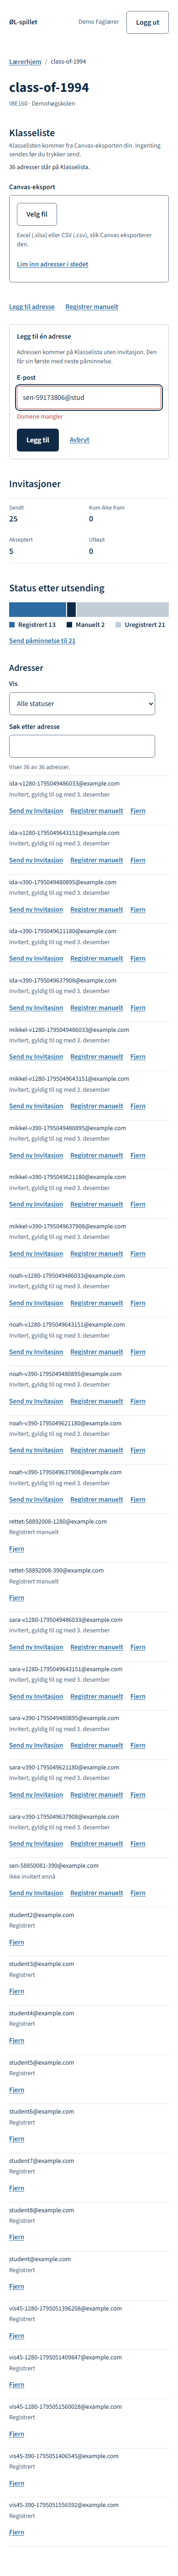 ØL-spillet
Demo Faglærer
Logg ut
Lærerhjem / class-of-1994
class-of-1994
IBE160 · Demohøgskolen
Klasseliste
Klasselisten kommer fra Canvas-eksporten din. Ingenting
sendes før du trykker send.
36 adresser står på Klasselista.
Canvas-eksport
Velg fil
Excel (.xlsx) eller CSV (.csv), slik Canvas eksporterer
den.
Lim inn adresser i stedet
Legg til adresse Registrer manuelt
Legg til én adresse
Adressen kommer på Klasselista uten Invitasjon. Den
får sin første med neste påminnelse.
E-post
sen-59173806@stud
Domene mangler
Legg til
Avbryt
Invitasjoner
Sendt Kom ikke fram
25 0
Akseptert Utløpt
5 0
Status etter utsending
Registrert 13 Manuelt 2 Uregistrert 21
Send påminnelse til 21
Adresser
Vis
Alle statuser
Søk etter adresse
Viser 36 av 36 adresser.
ida-v1280-1795049486033@example.com
Invitert, gyldig til og med 3. desember
Send ny Invitasjon Registrer manuelt Fjern
ida-v1280-1795049643151@example.com
Invitert, gyldig til og med 3. desember
Send ny Invitasjon Registrer manuelt Fjern
ida-v390-1795049480895@example.com
Invitert, gyldig til og med 3. desember
Send ny Invitasjon Registrer manuelt Fjern
ida-v390-1795049621180@example.com
Invitert, gyldig til og med 3. desember
Send ny Invitasjon Registrer manuelt Fjern
ida-v390-1795049637908@example.com
Invitert, gyldig til og med 3. desember
Send ny Invitasjon Registrer manuelt Fjern
mikkel-v1280-1795049486033@example.com
Invitert, gyldig til og med 3. desember
Send ny Invitasjon Registrer manuelt Fjern
mikkel-v1280-1795049643151@example.com
Invitert, gyldig til og med 3. desember
Send ny Invitasjon Registrer manuelt Fjern
mikkel-v390-1795049480895@example.com
Invitert, gyldig til og med 3. desember
Send ny Invitasjon Registrer manuelt Fjern
mikkel-v390-1795049621180@example.com
Invitert, gyldig til og med 3. desember
Send ny Invitasjon Registrer manuelt Fjern
mikkel-v390-1795049637908@example.com
Invitert, gyldig til og med 3. desember
Send ny Invitasjon Registrer manuelt Fjern
noah-v1280-1795049486033@example.com
Invitert, gyldig til og med 3. desember
Send ny Invitasjon Registrer manuelt Fjern
noah-v1280-1795049643151@example.com
Invitert, gyldig til og med 3. desember
Send ny Invitasjon Registrer manuelt Fjern
noah-v390-1795049480895@example.com
Invitert, gyldig til og med 3. desember
Send ny Invitasjon Registrer manuelt Fjern
noah-v390-1795049621180@example.com
Invitert, gyldig til og med 3. desember
Send ny Invitasjon Registrer manuelt Fjern
noah-v390-1795049637908@example.com
Invitert, gyldig til og med 3. desember
Send ny Invitasjon Registrer manuelt Fjern
rettet-58892008-1280@example.com
Registrert manuelt
Fjern
rettet-58892008-390@example.com
Registrert manuelt
Fjern
sara-v1280-1795049486033@example.com
Invitert, gyldig til og med 3. desember
Send ny Invitasjon Registrer manuelt Fjern
sara-v1280-1795049643151@example.com
Invitert, gyldig til og med 3. desember
Send ny Invitasjon Registrer manuelt Fjern
sara-v390-1795049480895@example.com
Invitert, gyldig til og med 3. desember
Send ny Invitasjon Registrer manuelt Fjern
sara-v390-1795049621180@example.com
Invitert, gyldig til og med 3. desember
Send ny Invitasjon Registrer manuelt Fjern
sara-v390-1795049637908@example.com
Invitert, gyldig til og med 3. desember
Send ny Invitasjon Registrer manuelt Fjern
sen-58850081-390@example.com
Ikke invitert ennå
Send ny Invitasjon Registrer manuelt Fjern
student2@example.com
Registrert
Fjern
student3@example.com
Registrert
Fjern
student4@example.com
Registrert
Fjern
student5@example.com
Registrert
Fjern
student6@example.com
Registrert
Fjern
student7@example.com
Registrert
Fjern
student8@example.com
Registrert
Fjern
student@example.com
Registrert
Fjern
vis45-1280-1795051396208@example.com
Registrert
Fjern
vis45-1280-1795051409847@example.com
Registrert
Fjern
vis45-1280-1795051560028@example.com
Registrert
Fjern
vis45-390-1795051406545@example.com
Registrert
Fjern
vis45-390-1795051556592@example.com
Registrert
Fjern